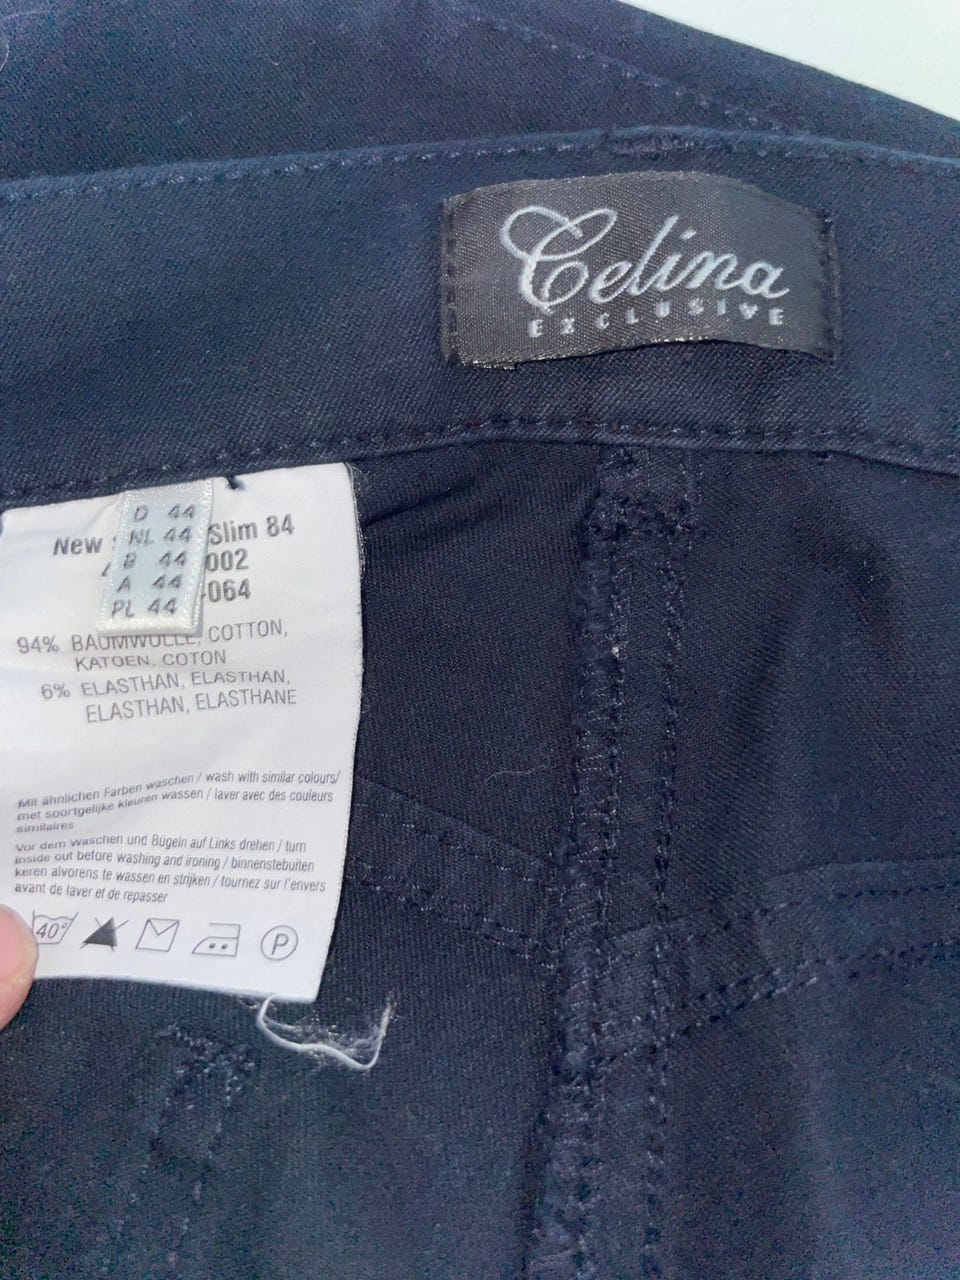 Celina
EXCLUSIVE
D 44
NL 44
B 44
A 44
PL 44
New Slim 84
002
-064
94% BAUMWOLLE, COTTON,
KATOEN, COTON
6% ELASTHAN, ELASTHAN,
ELASTHAN, ELASTHANE
Mit ähnlichen Farben waschen / wash with similar colours/
met soortgelijke kleuren wassen / laver avec des couleurs
similaires
Vor dem Waschen und Bügeln auf Links drehen / turn
inside out before washing and ironing / binnenstebuiten
keren alvorens te wassen en strijken / tournez sur l'envers
avant de laver et de repasser
40° P